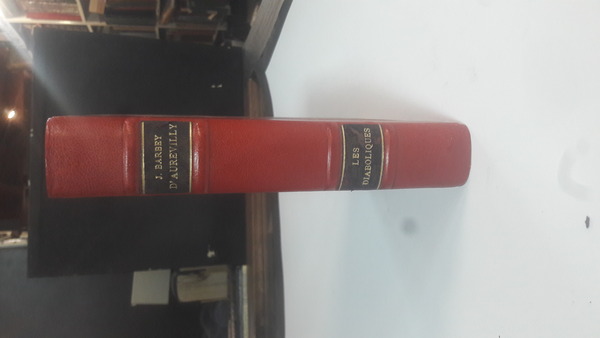 J. BARBEY
D'AUREVILLY
LES
DIABOLIQUES